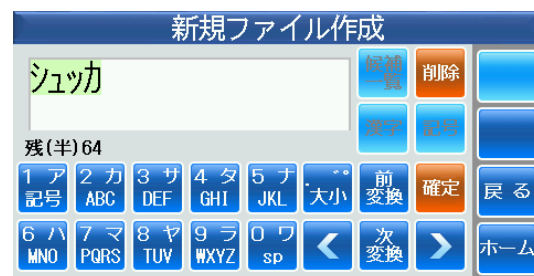 新規ファイル作成
シュッカ
候補一覧
削除
漢字
記号
残(半)64
1 ア 記号
2 カ ABC
3 サ DEF
4 タ GHI
5 ナ JKL
゛゜大小
前変換
確定
戻る
6 ハ MNO
7 マ PQRS
8 ヤ TUV
9 ラ WXYZ
0 ワ sp
<
次変換
>
ホーム